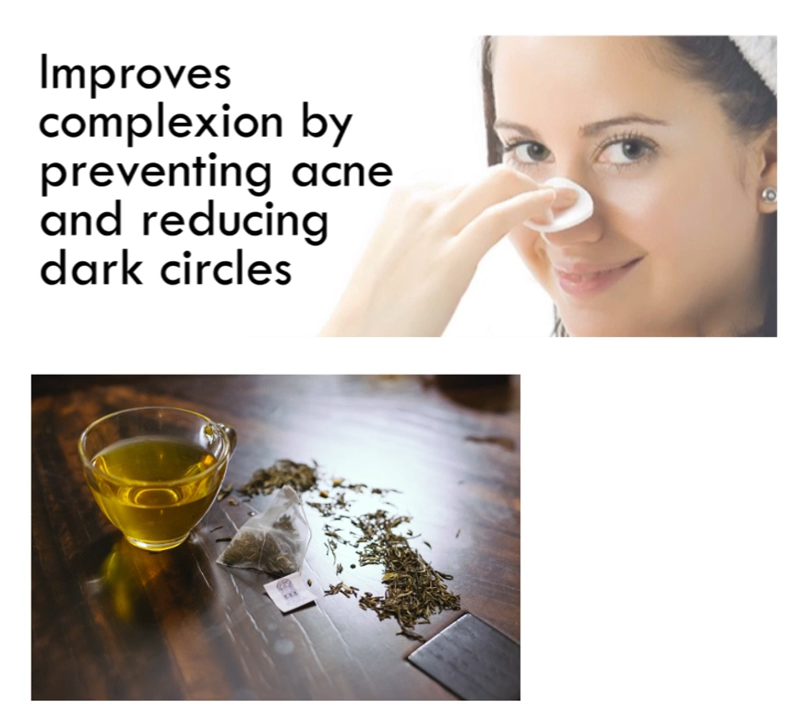 Improves
complexion by
preventing acne
and reducing
dark circles